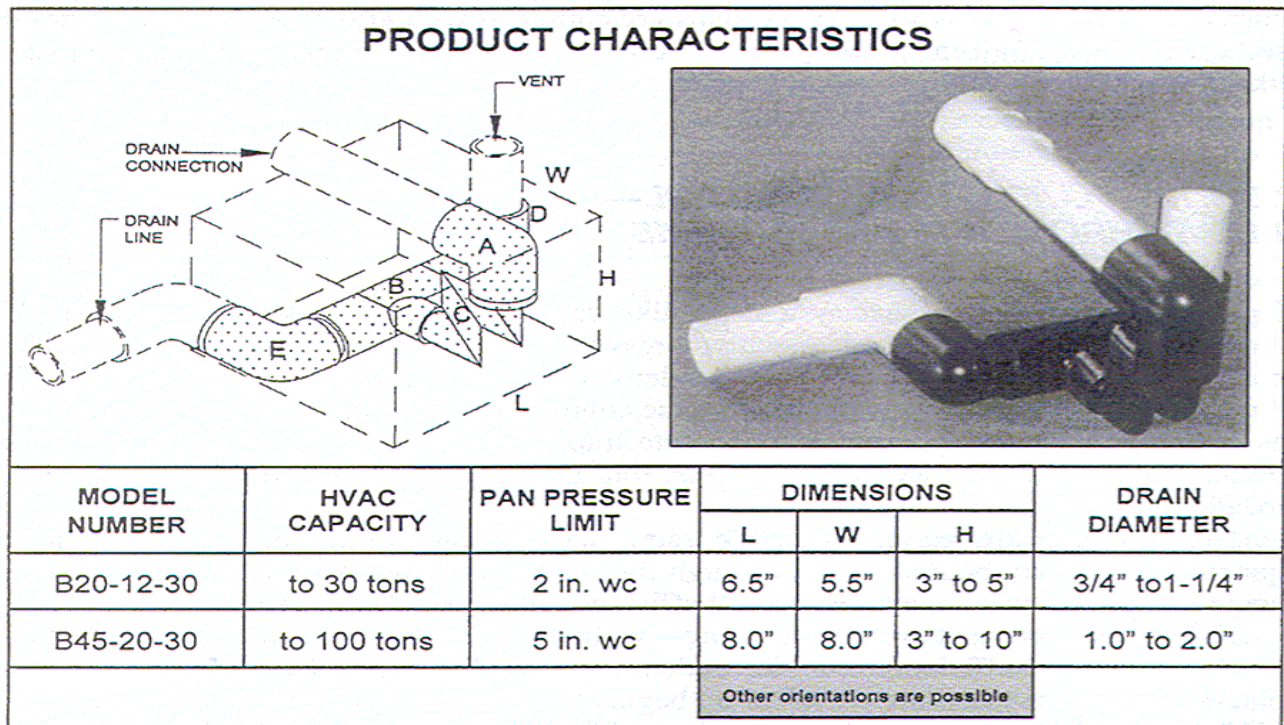 PRODUCT CHARACTERISTICS
VENT
DRAIN
CONNECTION
W
D
DRAIN
LINE
A
H
B
C
E
L
MODEL NUMBER HVAC CAPACITY PAN PRESSURE LIMIT DIMENSIONS DRAIN DIAMETER
L W H
B20-12-30 to 30 tons 2 in. wc 6.5” 5.5” 3” to 5” 3/4” to1-1/4”
B45-20-30 to 100 tons 5 in. wc 8.0” 8.0” 3” to 10” 1.0” to 2.0”
Other orientations are possible